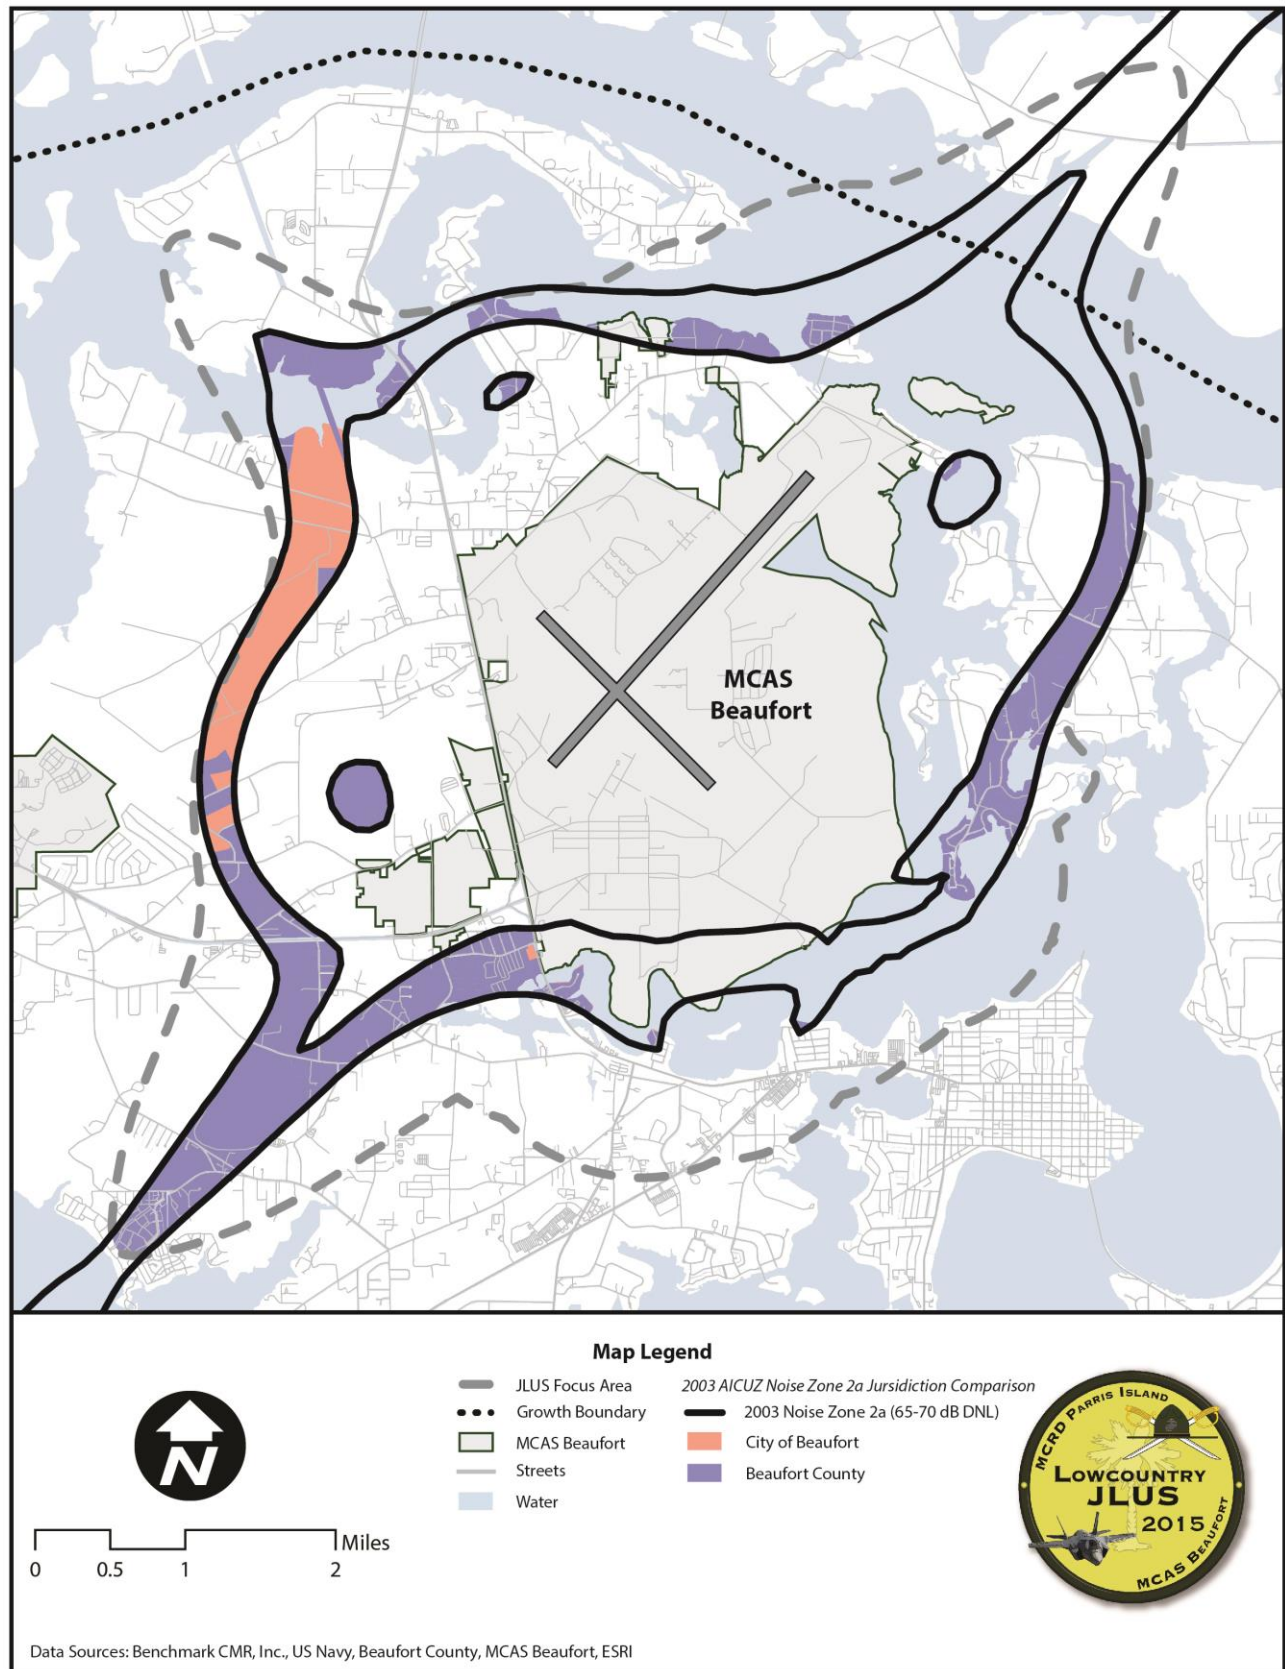 MCAS
Beaufort
Map Legend
JLUS Focus Area
Growth Boundary
MCAS Beaufort
Streets
Water
2003 AICUZ Noise Zone 2a Jursidiction Comparison
2003 Noise Zone 2a (65-70 dB DNL)
City of Beaufort
Beaufort County
N
Miles
0 0.5 1 2
MCRD PARRIS ISLAND
LOWCOUNTRY
JLUS
2015
MCAS BEAUFORT
Data Sources: Benchmark CMR, Inc., US Navy, Beaufort County, MCAS Beaufort, ESRI